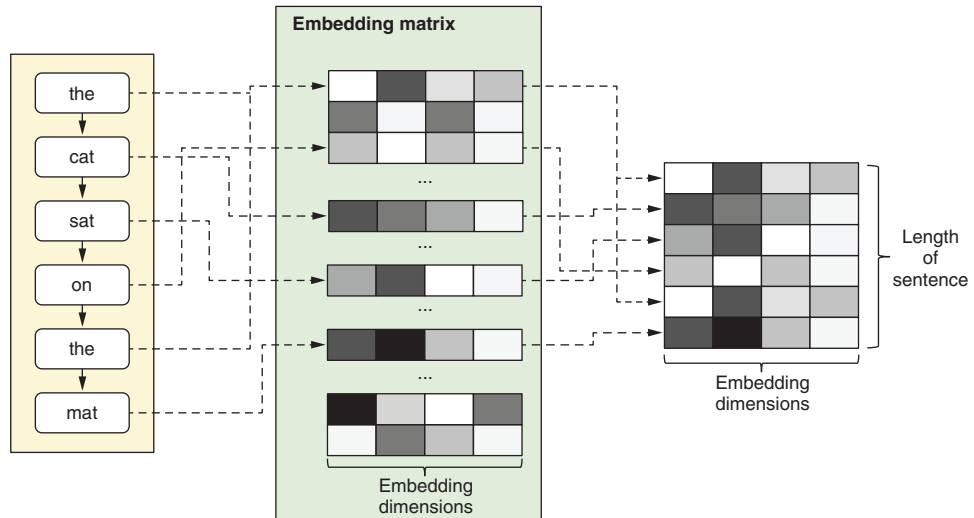 Embedding matrix
the
cat
sat
on
the
mat
...
...
...
...
Embedding
dimensions
Length
of
sentence
Embedding
dimensions